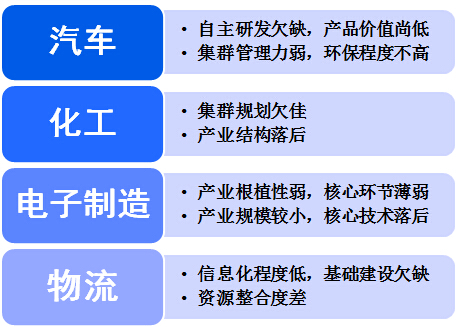 汽车
• 自主研发欠缺，产品价值尚低
• 集群管理力弱，环保程度不高
化工
• 集群规划欠佳
• 产业结构落后
电子制造
• 产业根植性弱，核心环节薄弱
• 产业规模较小，核心技术落后
物流
• 信息化程度低，基础建设欠缺
• 资源整合度差